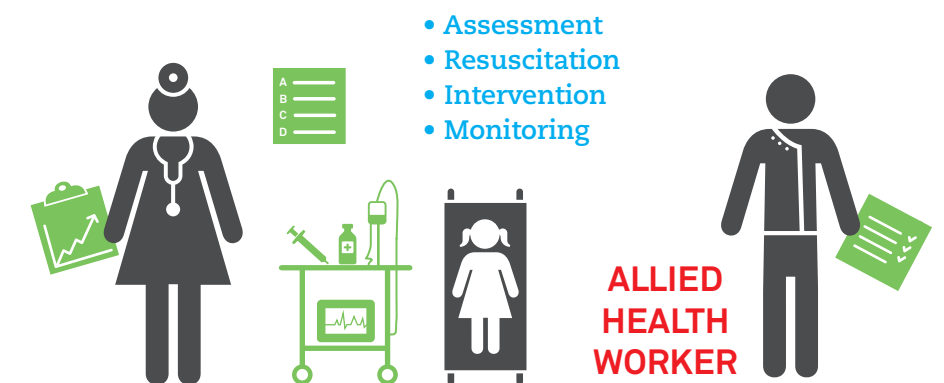 • Assessment
• Resuscitation
• Intervention
• Monitoring
A
B
C
D
ALLIED
HEALTH
WORKER